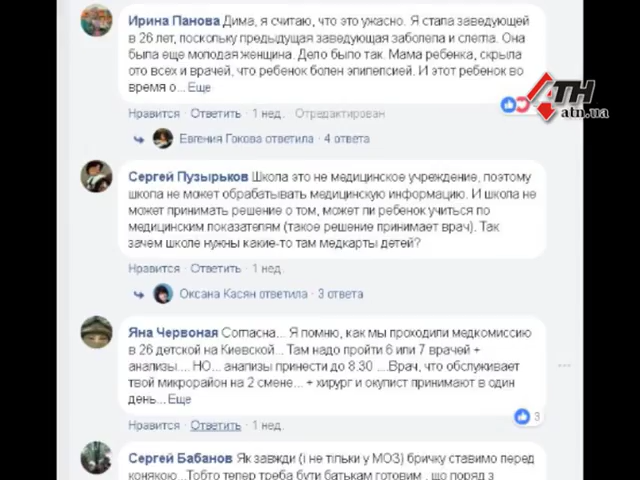 Ирина Панова Дима, я считаю, что это ужасно. Я стала заведующей
в 26 лет, поскольку предыдущая заведующая заболела и слегла. Она
была еще молодая женщина. Дело было так. Мама ребенка, скрыла
ото всех и врачей, что ребенок болен эпилепсией. И этот ребенок во
время о... Еще
Нравится · Ответить · 1 нед. Отредактирован
АТН
atn.ua
Евгения Гокова ответила · 4 ответа
Сергей Пузырьков Школа это не медицинское учреждение, поэтому
школа не может обрабатывать медицинскую информацию. И школа не
может принимать решение о том, может ли ребенок учиться по
медицинским показателям (такое решение принимает врач). Так
зачем школе нужны какие-то там медкарты детей?
Нравится · Ответить · 1 нед.
Оксана Касян ответила · 3 ответа
Яна Червоная Согласна... Я помню, как мы проходили медкомиссию
в 26 детской на Киевской... Там надо пройти 6 или 7 врачей +
анализы.... НО... анализы принести до 8.30 ....Врач, что обслуживает
твой микрорайон на 2 смене... + хирург и окулист принимают в один
день... Еще
3
Нравится · Ответить · 1 нед.
Сергей Бабанов Як завжди (і не тільки у МОЗ) бричку ставимо перед
конякою...Тобто тепер треба бути батькам готовим , що поряд з